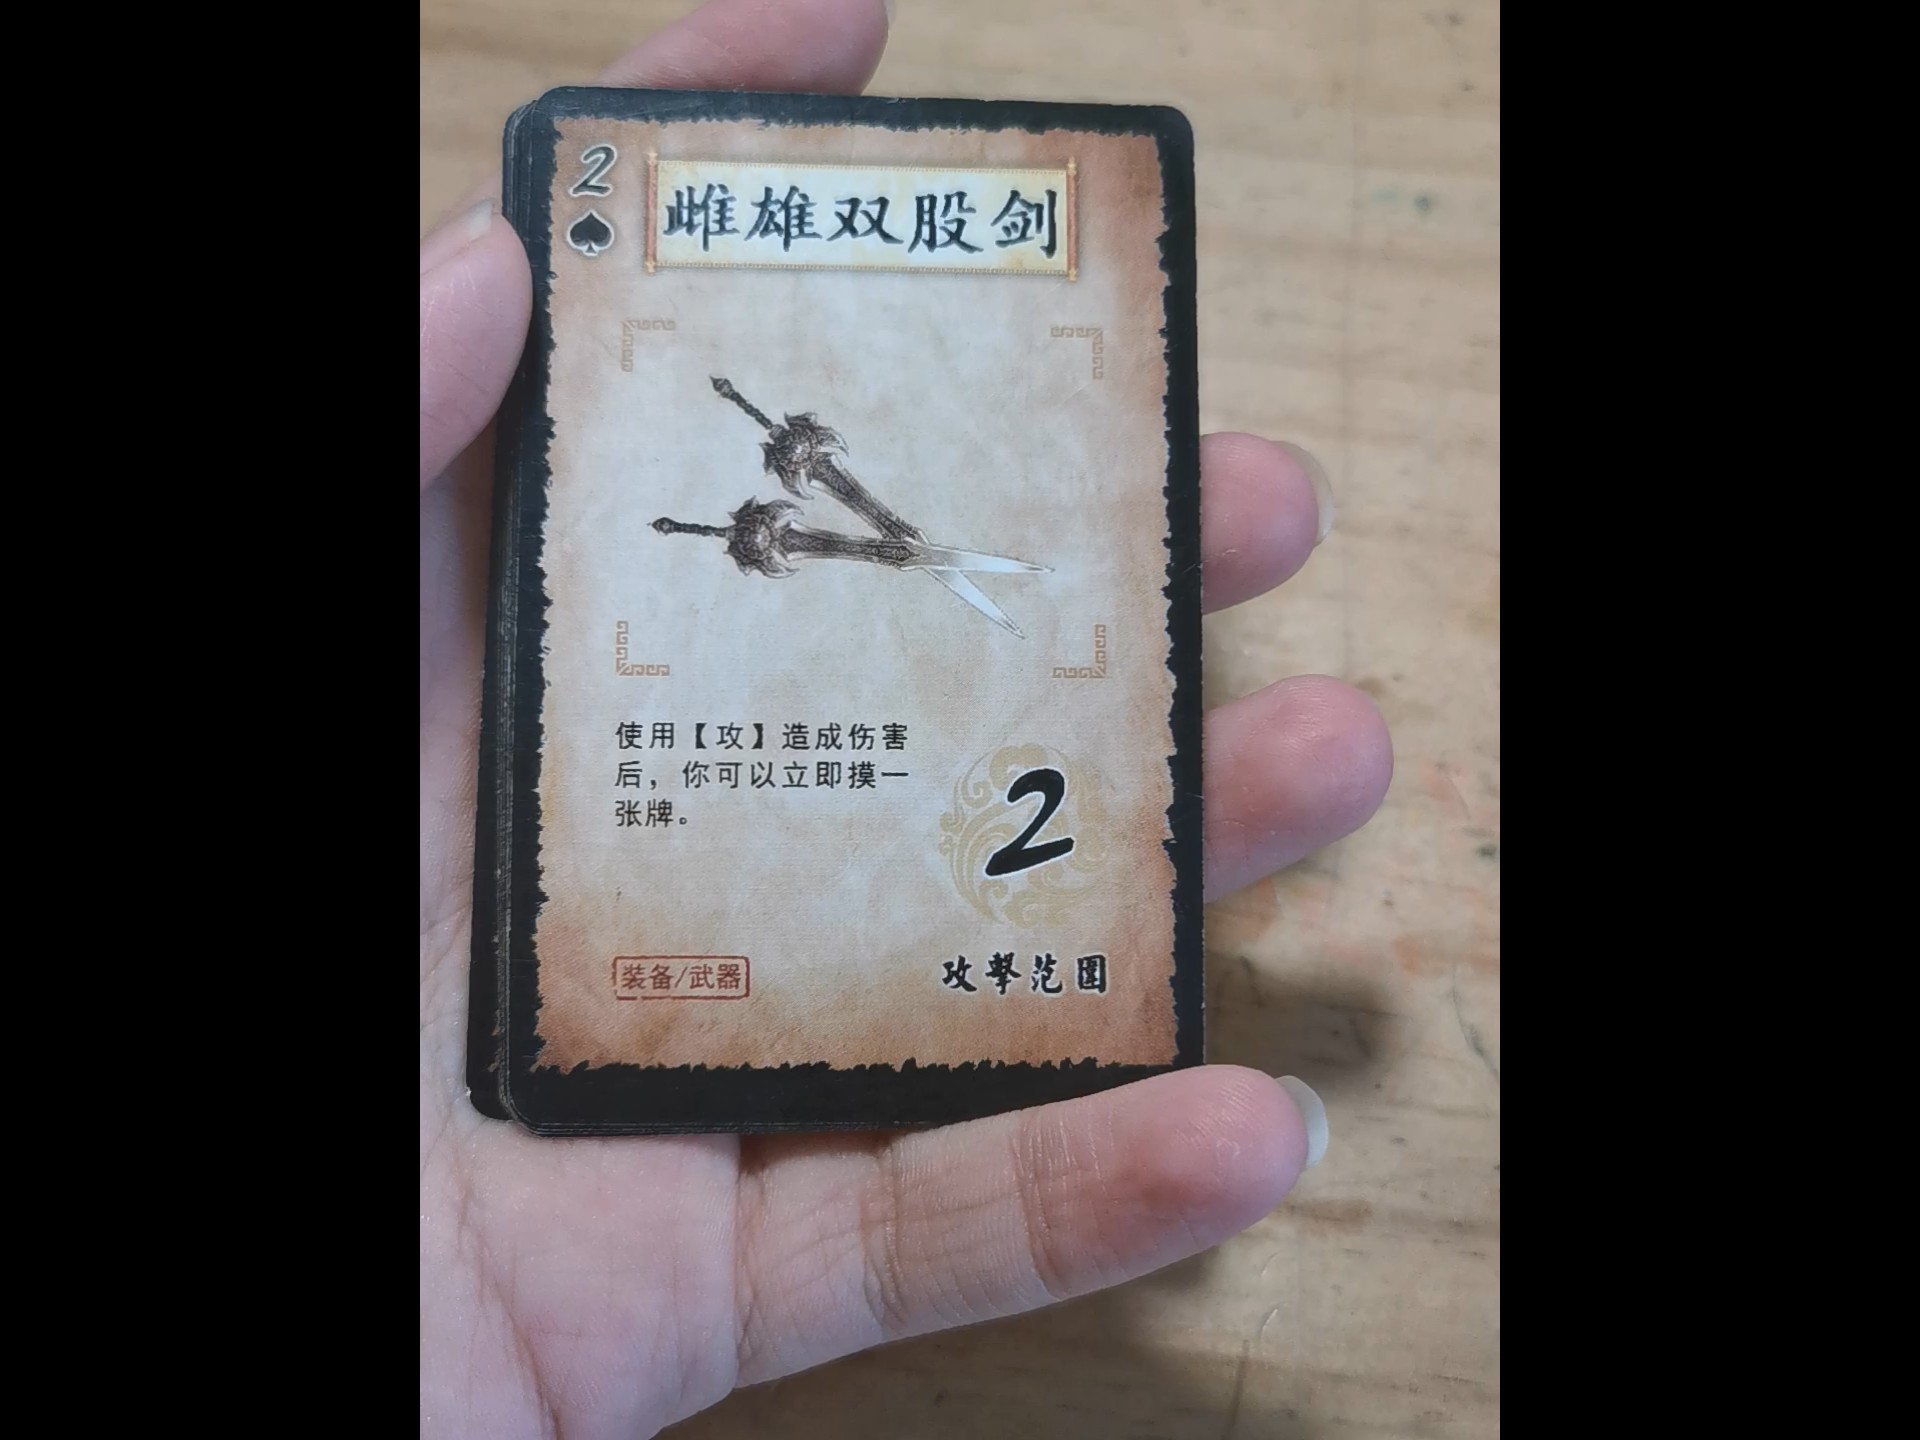 2
雌雄双股剑
使用【攻】造成伤害
后，你可以立即摸一
张牌。
2
装备/武器
攻擊范圍